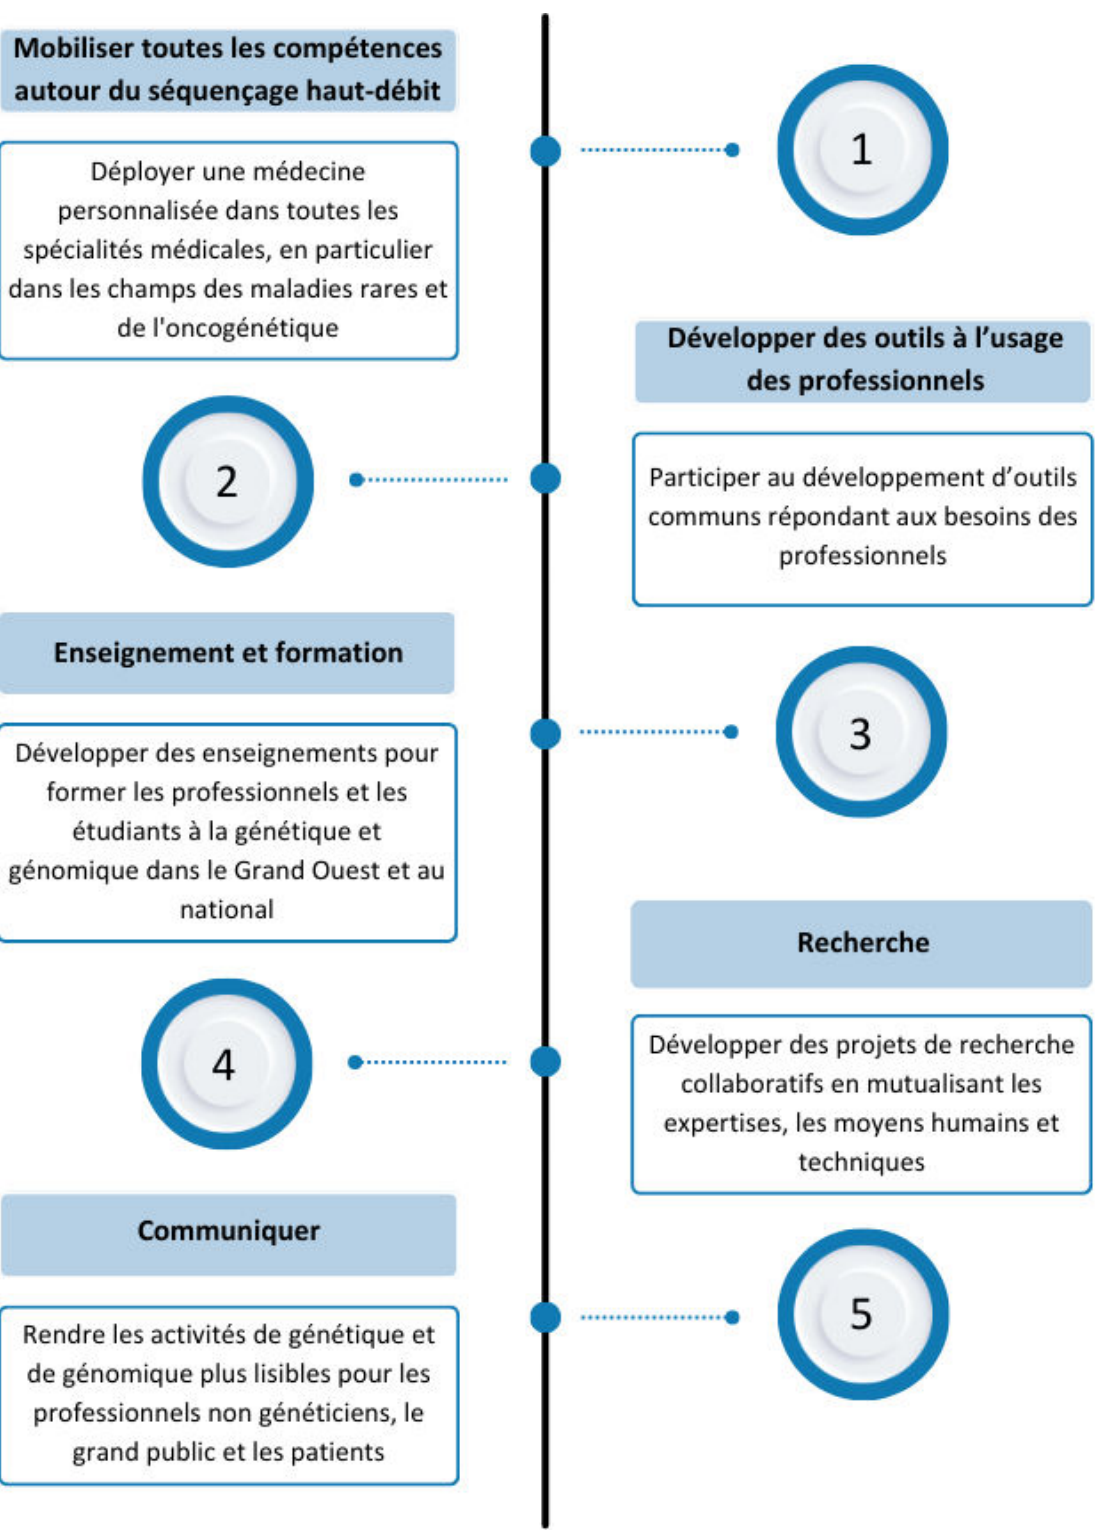 Mobiliser toutes les compétences
autour du séquençage haut-débit
Déployer une médecine
personnalisée dans toutes les
spécialités médicales, en particulier
dans les champs des maladies rares et
de l'oncogénétique
1
Développer des outils à l’usage
des professionnels
Participer au développement d’outils
communs répondant aux besoins des
professionnels
2
Enseignement et formation
Développer des enseignements pour
former les professionnels et les
étudiants à la génétique et
génomique dans le Grand Ouest et au
national
3
Recherche
Développer des projets de recherche
collaboratifs en mutualisant les
expertises, les moyens humains et
techniques
4
Communiquer
Rendre les activités de génétique et
de génomique plus lisibles pour les
professionnels non généticiens, le
grand public et les patients
5